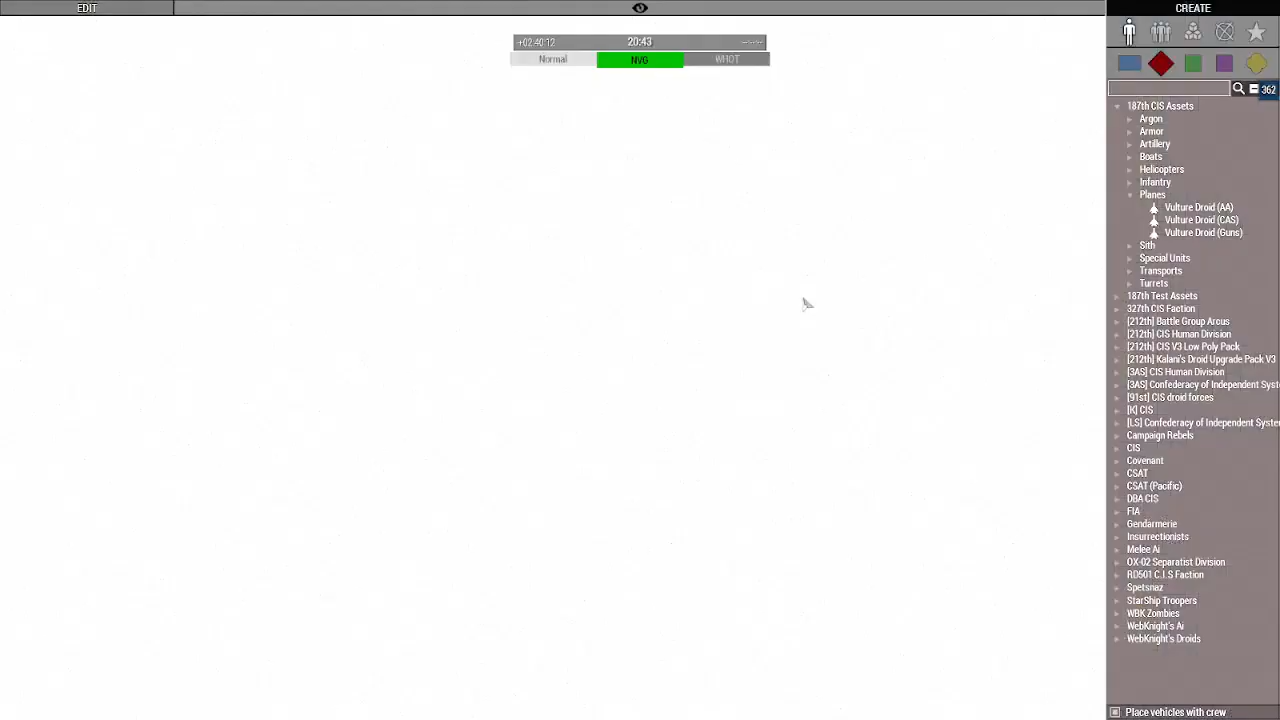 EDIT
CREATE
+02:40:12
20:43
--:--:--
Normal
NVG
WHOT
362
187th CIS Assets
Argon
Armor
Artillery
Boats
Helicopters
Infantry
Planes
Vulture Droid (AA)
Vulture Droid (CAS)
Vulture Droid (Guns)
Sith
Special Units
Transports
Turrets
187th Test Assets
327th CIS Faction
[212th] Battle Group Arcus
[212th] CIS Human Division
[212th] CIS V3 Low Poly Pack
[212th] Kalani's Droid Upgrade Pack V3
[3AS] CIS Human Division
[3AS] Confederacy of Independent Syst
[91st] CIS droid forces
[K] CIS
[LS] Confederacy of Independent Syste
Campaign Rebels
CIS
Covenant
CSAT
CSAT (Pacific)
DBA CIS
FIA
Gendarmerie
Insurrectionists
Melee Ai
OX-02 Separatist Division
RD501 C.I.S Faction
Spetsnaz
StarShip Troopers
WBK Zombies
WebKnight's Ai
WebKnight's Droids
Place vehicles with crew